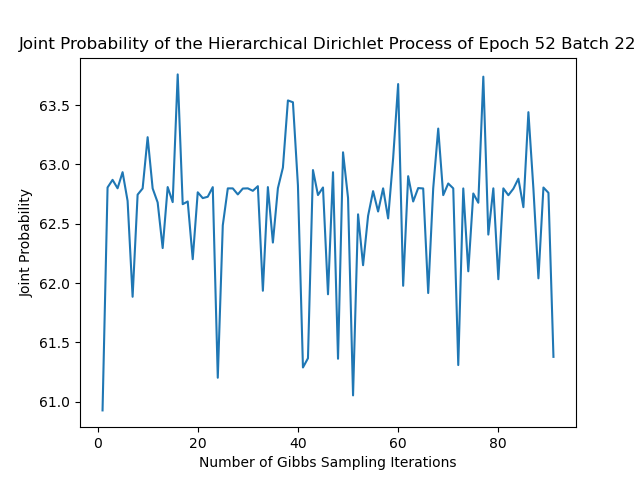 Joint Probability of the Hierarchical Dirichlet Process of Epoch 52 Batch 22
63.5
63.0
62.5
62.0
61.5
61.0
Joint Probability
0 20 40 60 80
Number of Gibbs Sampling Iterations